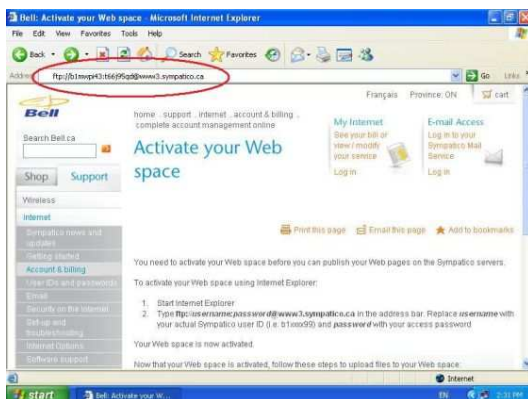 Bell: Activate your Web space - Microsoft Internet Explorer
File Edit View Favorites Tools Help
Back Search Favorites
Address Go Links
Français Province: ON cart
Bell
home . support . internet . account & billing .
complete account management online
Activate your Web space
My Internet
See your bill or
view / modify
your service
Log in
E-mail Access
Log in to your
Sympatico Mail
Service
Log in
Search Bell.ca
Shop Support
Wireless
Internet
Sympatico news and
updates
Getting started
Account & billing
User IDs and passwords
Email
Security on the Internet
Set-up and
troubleshooting
Internet Options
Software support
Print this page Email this page Add to bookmarks
You need to activate your Web space before you can publish your Web pages on the Sympatico servers.
To activate your Web space using Internet Explorer:
1. Start Internet Explorer
2. Type ftp://username:password@www3.sympatico.ca in the address bar. Replace username with
your actual Sympatico user ID (i.e. b1xxxx99) and password with your access password
Your Web space is now activated.
Now that your Web space is activated, follow these steps to upload files to your Web space:
Internet
start Bell: Activate your W... EN 2:31 PM